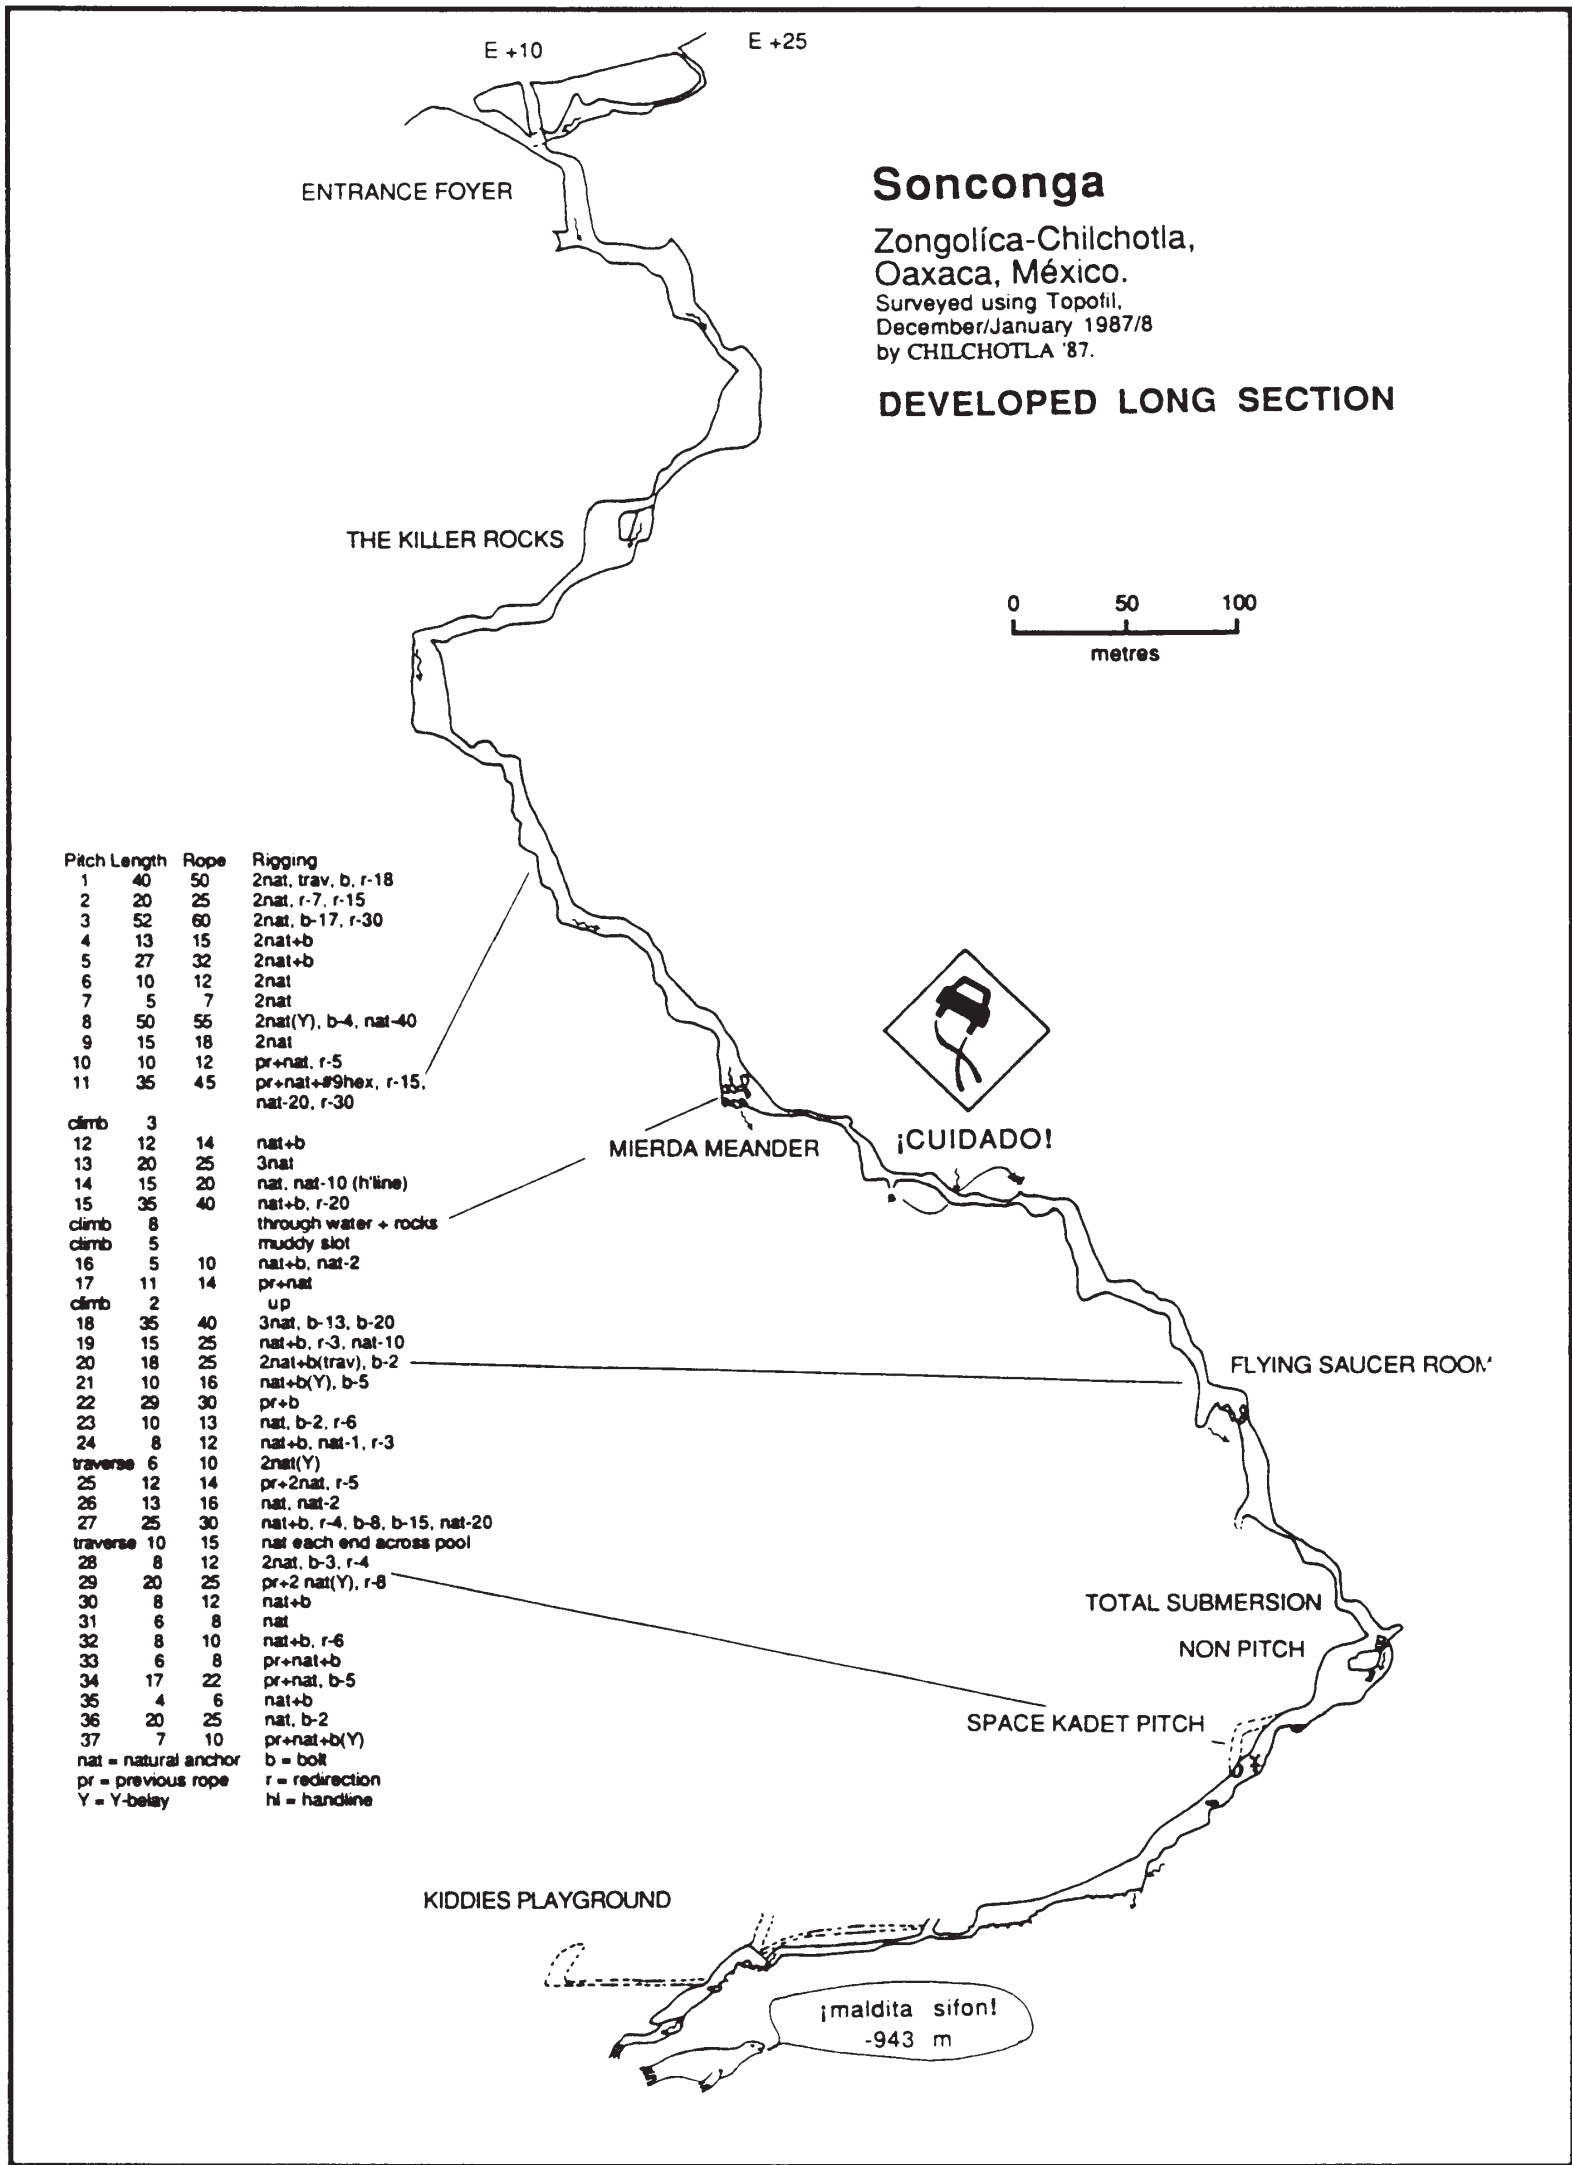 E +10
E +25
ENTRANCE FOYER
Sonconga
Zongolíca-Chilchotla,
Oaxaca, México.
Surveyed using Topofil,
December/January 1987/8
by CHILCHOTLA '87.
DEVELOPED LONG SECTION
THE KILLER ROCKS
0 50 100
metres
Pitch Length Rope Rigging
1 40 50 2nat, trav, b, r-18
2 20 25 2nat, r-7, r-15
3 52 60 2nat, b-17, r-30
4 13 15 2nat+b
5 27 32 2nat+b
6 10 12 2nat
7 5 7 2nat
8 50 55 2nat(Y), b-4, nat-40
9 15 18 2nat
10 10 12 pr+nat, r-5
11 35 45 pr+nat+#9hex, r-15,
nat-20, r-30
climb 3
12 12 14 nat+b
13 20 25 3nat
14 15 20 nat, nat-10 (h'line)
15 35 40 nat+b, r-20
climb 8 through water + rocks
climb 5 muddy slot
16 5 10 nat+b, nat-2
17 11 14 pr+nat
climb 2 up
18 35 40 3nat, b-13, b-20
19 15 25 nat+b, r-3, nat-10
20 18 25 2nat+b(trav), b-2
21 10 16 nat+b(Y), b-5
22 29 30 pr+b
23 10 13 nat, b-2, r-6
24 8 12 nat+b, nat-1, r-3
traverse 6 10 2nat(Y)
25 12 14 pr+2nat, r-5
26 13 16 nat, nat-2
27 25 30 nat+b, r-4, b-8, b-15, nat-20
traverse 10 15 nat each end across pool
28 8 12 2nat, b-3, r-4
29 20 25 pr+2 nat(Y), r-8
30 8 12 nat+b
31 6 8 nat
32 8 10 nat+b, r-6
33 6 8 pr+nat+b
34 17 22 pr+nat, b-5
35 4 6 nat+b
36 20 25 nat, b-2
37 7 10 pr+nat+b(Y)
nat = natural anchor b = bolt
pr = previous rope r = redirection
Y = Y-belay hl = handline
MIERDA MEANDER
¡CUIDADO!
FLYING SAUCER ROOM
TOTAL SUBMERSION
NON PITCH
SPACE KADET PITCH
KIDDIES PLAYGROUND
¡maldita sifon!
-943 m